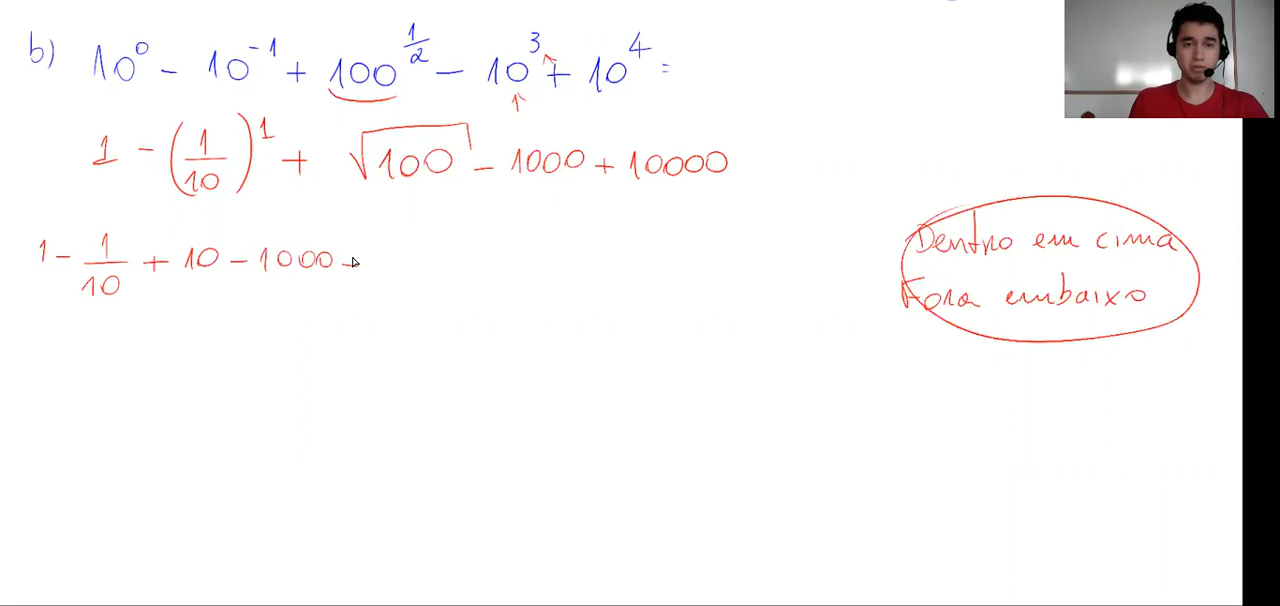 b) 10⁰ - 10⁻¹ + 100^(1/2) - 10³ + 10⁴ =
1 - (1/10)¹ + √100 - 1000 + 10000
1 - 1/10 + 10 - 1000 -
Dentro em cima
Fora embaixo